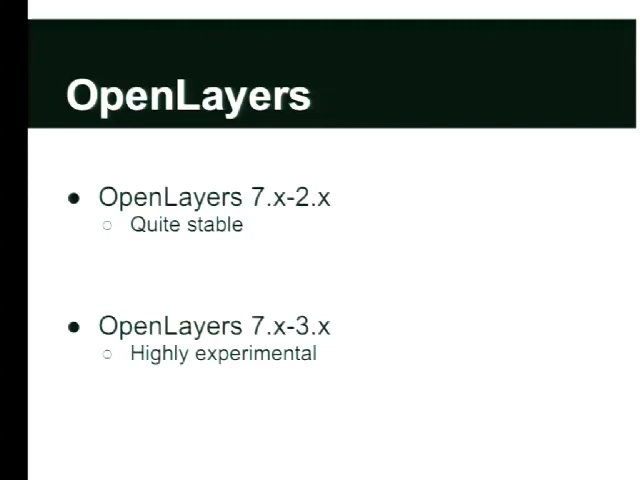 OpenLayers
● OpenLayers 7.x-2.x
○ Quite stable
● OpenLayers 7.x-3.x
○ Highly experimental